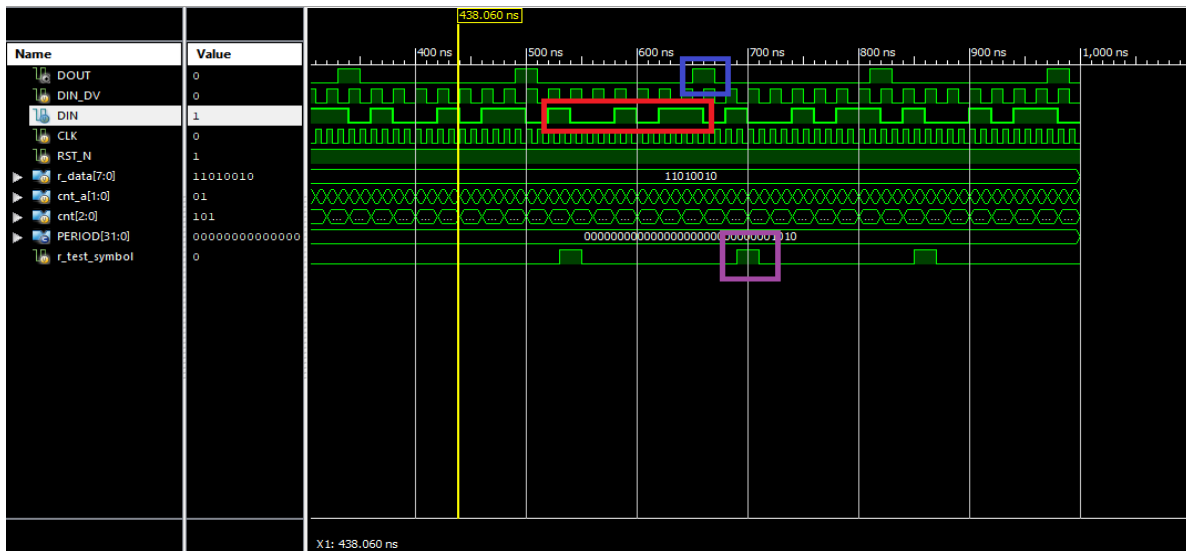 438.060 ns
Name Value
400 ns 500 ns 600 ns 700 ns 800 ns 900 ns 1,000 ns
DOUT 0
DIN_DV 0
DIN 1
CLK 0
RST_N 1
r_data[7:0] 11010010 11010010
cnt_a[1:0] 01
cnt[2:0] 101 ... ... ... ... ... ... ... ... ...
PERIOD[31:0] 00000000000000 00000000000000000000000000001010
r_test_symbol 0
X1: 438.060 ns